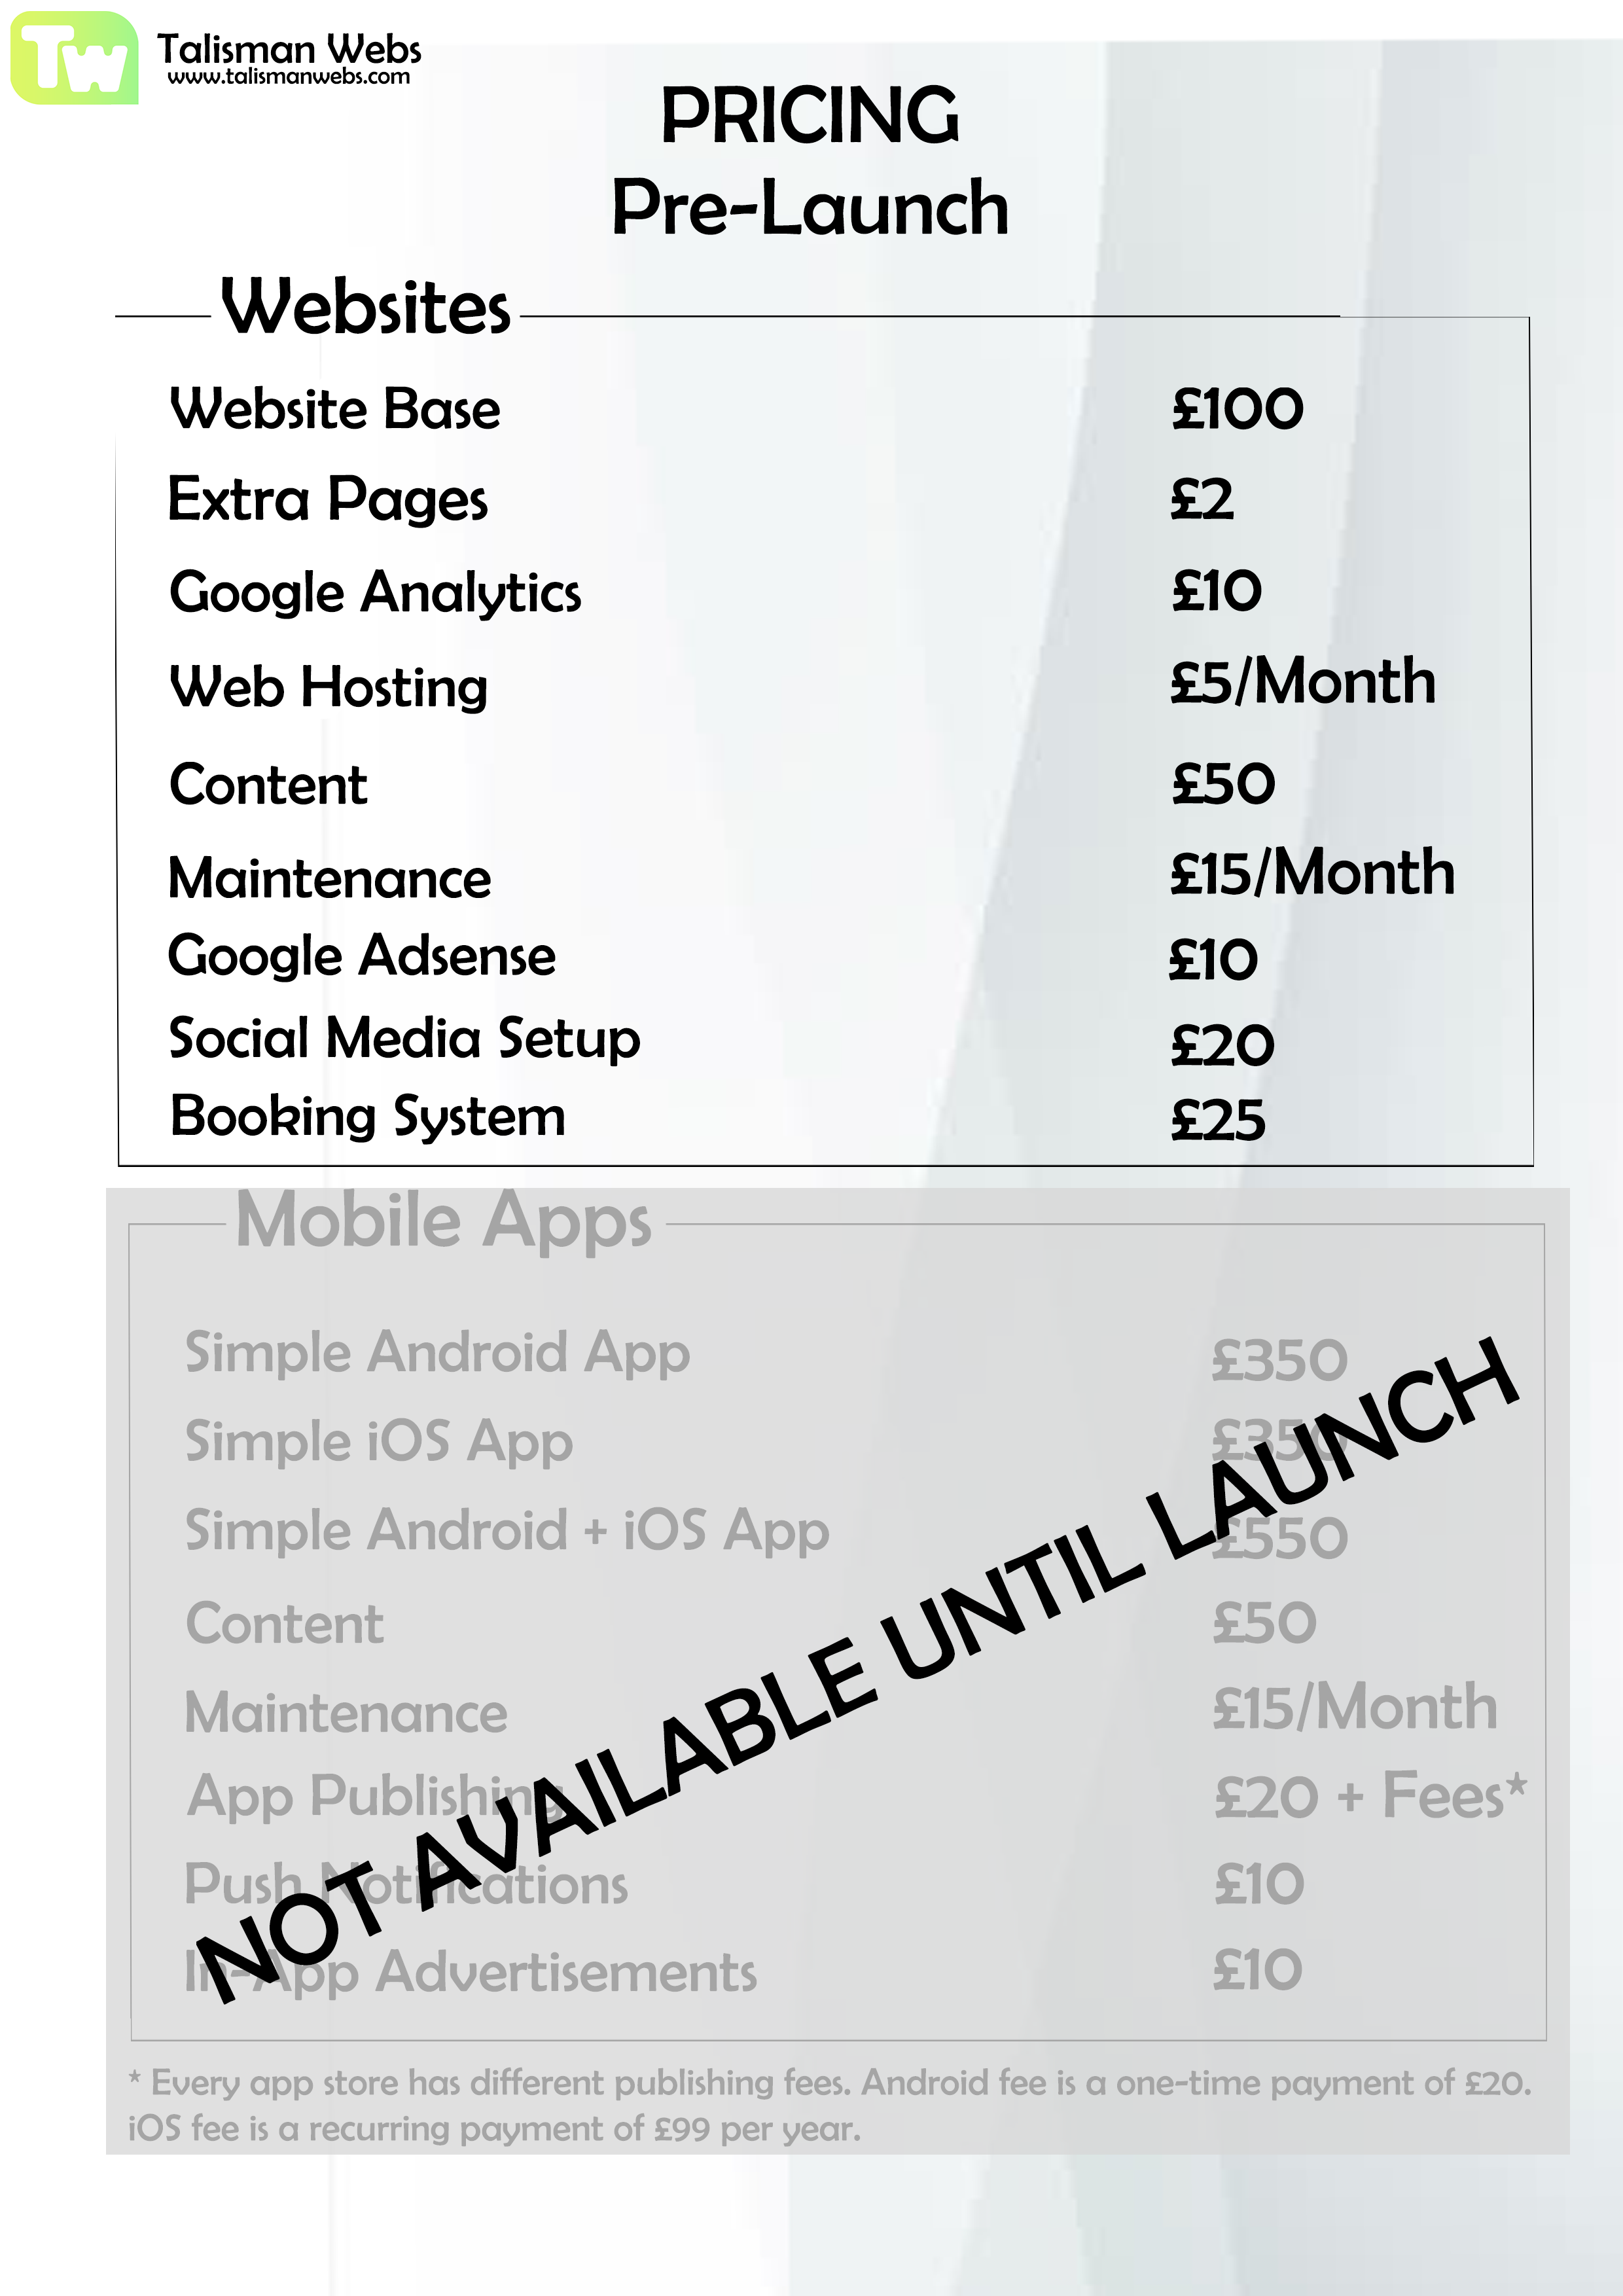 Tw
Talisman Webs
www.talismanwebs.com
PRICING
Pre-Launch
Websites
Website Base £100
Extra Pages £2
Google Analytics £10
Web Hosting £5/Month
Content £50
Maintenance £15/Month
Google Adsense £10
Social Media Setup £20
Booking System £25
Mobile Apps
Simple Android App £350
Simple iOS App £350
Simple Android + iOS App £550
Content £50
Maintenance £15/Month
App Publishing £20 + Fees*
Push Notifications £10
In-App Advertisements £10
NOT AVAILABLE UNTIL LAUNCH
* Every app store has different publishing fees. Android fee is a one-time payment of £20.
iOS fee is a recurring payment of £99 per year.